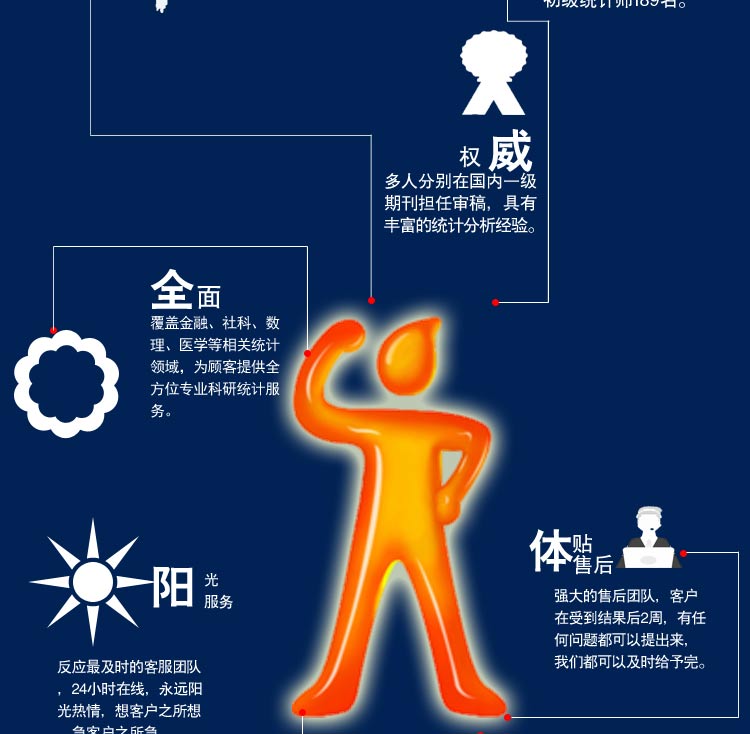 初级统计师189名。
权威
多人分别在国内一级
期刊担任审稿，具有
丰富的统计分析经验。
全面
覆盖金融、社科、数
理、医学等相关统计
领域，为顾客提供全
方位专业科研统计服
务。
体贴
售后
强大的售后团队，客户
在受到结果后2周，有任
何问题都可以提出来，
我们都可以及时给予完。
阳光
服务
反应最及时的客服团队
，24小时在线，永远阳
光热情，想客户之所想
，急客户之所急